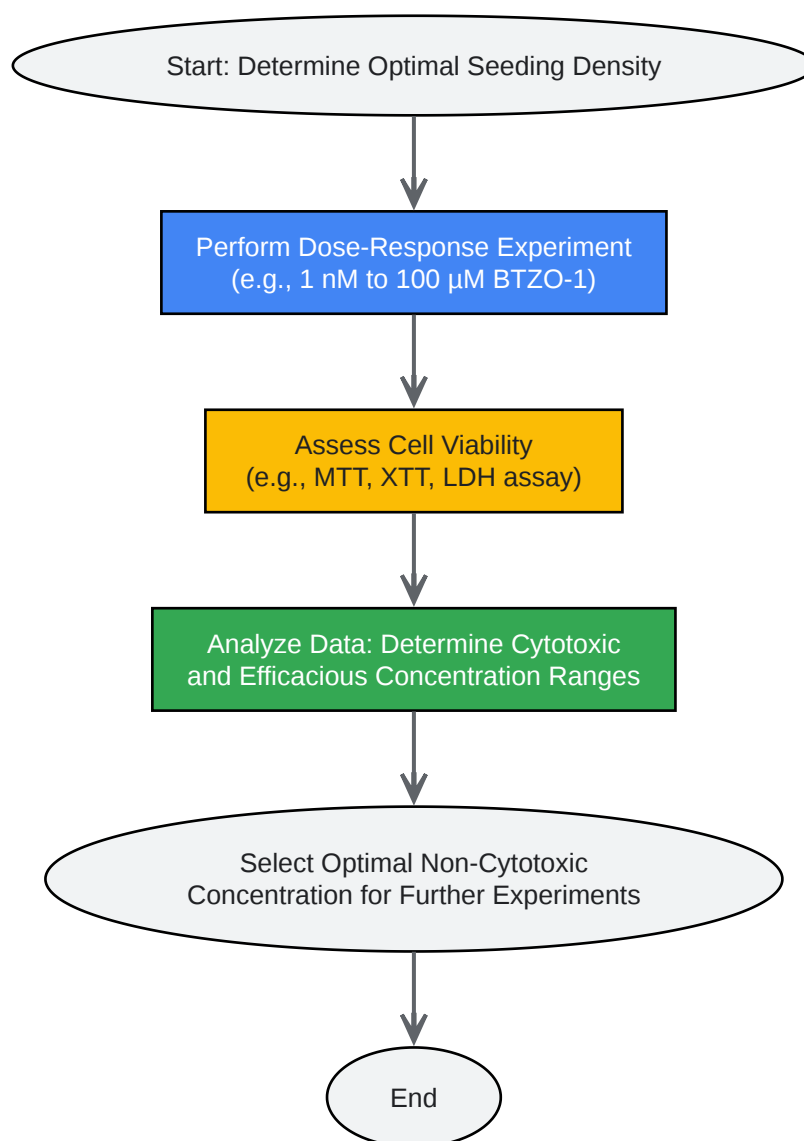 Start: Determine Optimal Seeding Density
Perform Dose-Response Experiment
(e.g., 1 nM to 100 µM BTZO-1)
Assess Cell Viability
(e.g., MTT, XTT, LDH assay)
Analyze Data: Determine Cytotoxic
and Efficacious Concentration Ranges
Select Optimal Non-Cytotoxic
Concentration for Further Experiments
End